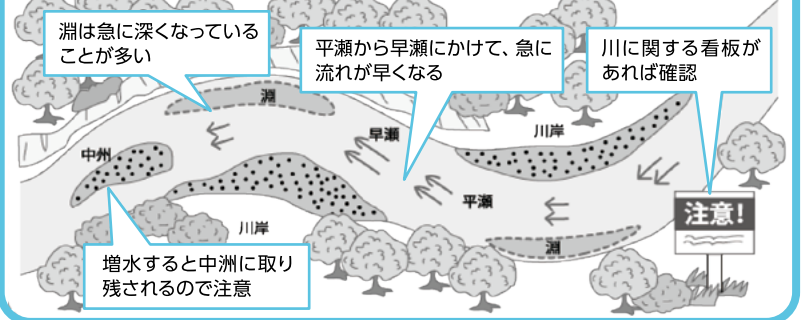 淵は急に深くなっている
ことが多い
平瀬から早瀬にかけて、急に
流れが早くなる
川に関する看板が
あれば確認
淵
早瀬
川岸
中州
平瀬
注意!
川岸
淵
増水すると中洲に取り
残されるので注意